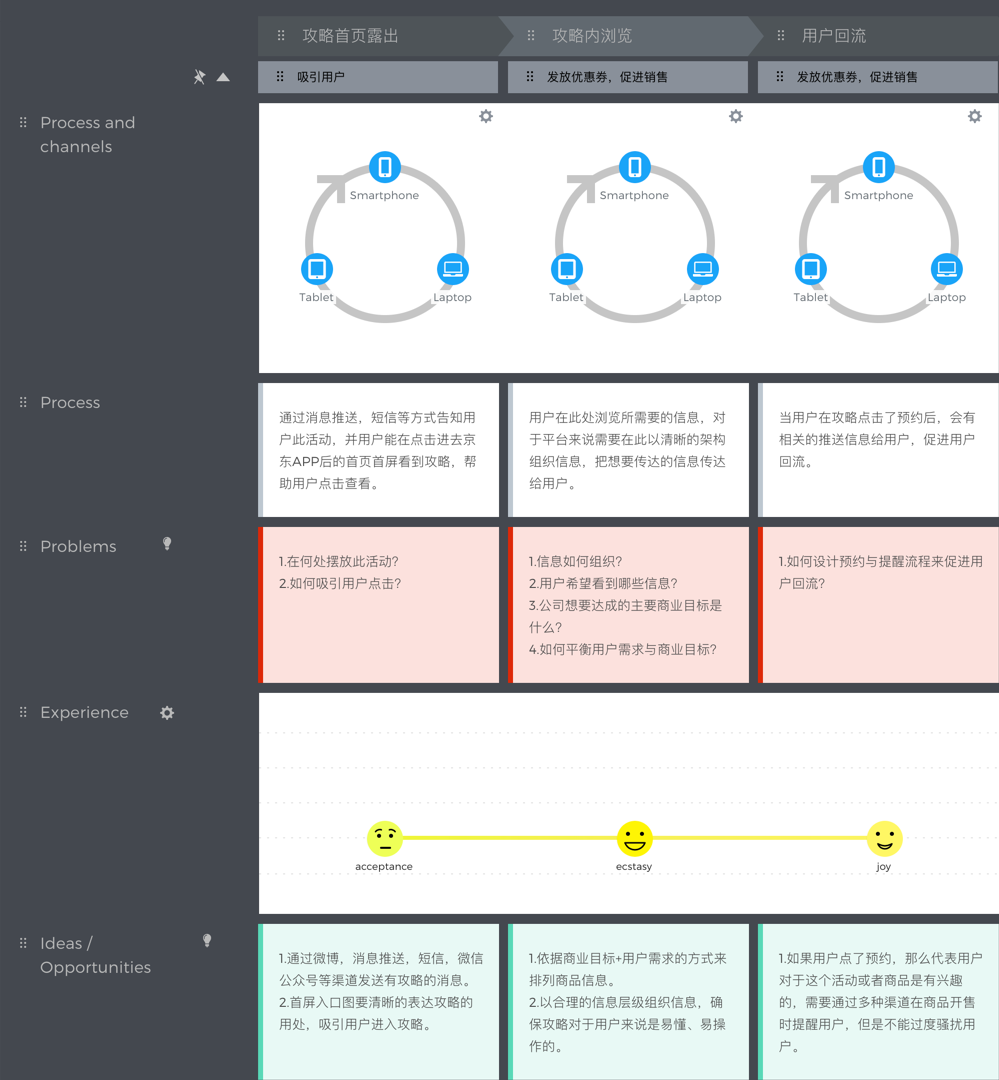 攻略首页露出
攻略内浏览
用户回流
吸引用户
发放优惠券，促进销售
发放优惠券，促进销售
Process and
channels
Smartphone
Tablet
Laptop
Smartphone
Tablet
Laptop
Smartphone
Tablet
Laptop
Process
通过消息推送，短信等方式告知用
户此活动，并用户能在点击进去京
东APP后的首页首屏看到攻略，帮
助用户点击查看。
用户在此处浏览所需要的信息，对
于平台来说需要在此以清晰的架构
组织信息，把想要传达的信息传达
给用户。
当用户在攻略点击了预约后，会有
相关的推送信息给用户，促进用户
回流。
Problems
1.在何处摆放此活动?
2.如何吸引用户点击?
1.信息如何组织?
2.用户希望看到哪些信息?
3.公司想要达成的主要商业目标是
什么?
4.如何平衡用户需求与商业目标?
1.如何设计预约与提醒流程来促进用
户回流?
Experience
acceptance
ecstasy
joy
Ideas /
Opportunities
1.通过微博，消息推送，短信，微信
公众号等渠道发送有攻略的消息。
2.首屏入口图要清晰的表达攻略的
用处，吸引用户进入攻略。
1.依据商业目标+用户需求的方式来
排列商品信息。
2.以合理的信息层级组织信息，确
保攻略对于用户来说是易懂、易操
作的。
1.如果用户点了预约，那么代表用户
对于这个活动或者商品是有兴趣
的，需要通过多种渠道在商品开售
时提醒用户，但是不能过度骚扰用
户。